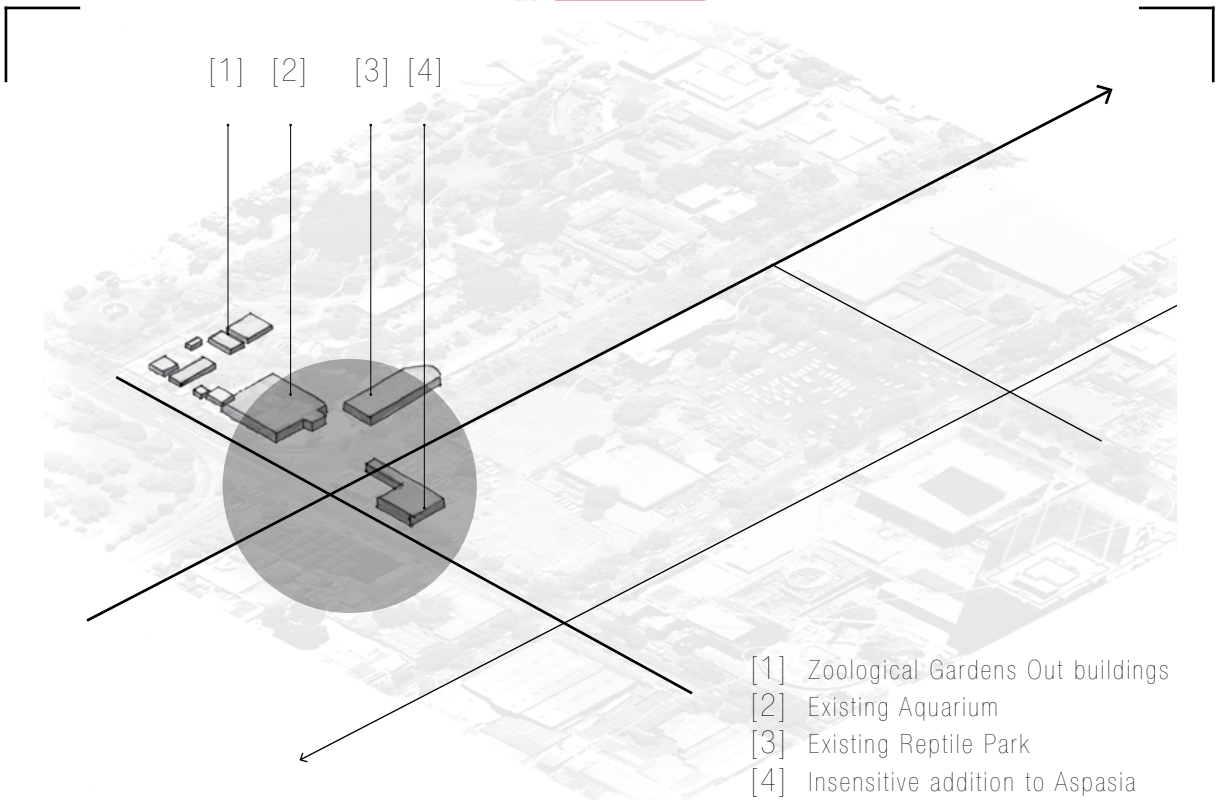 [1] [2] [3] [4]
[1] Zoological Gardens Out buildings
[2] Existing Aquarium
[3] Existing Reptile Park
[4] Insensitive addition to Aspasia